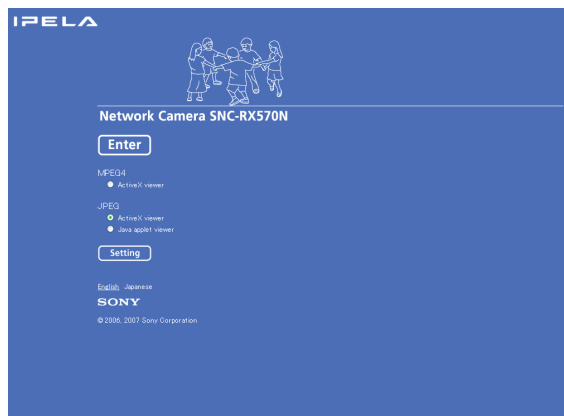 IPELA
Network Camera SNC-RX570N
Enter
MPEG4
ActiveX viewer
JPEG
ActiveX viewer
Java applet viewer
Setting
English Japanese
SONY
© 2006, 2007 Sony Corporation